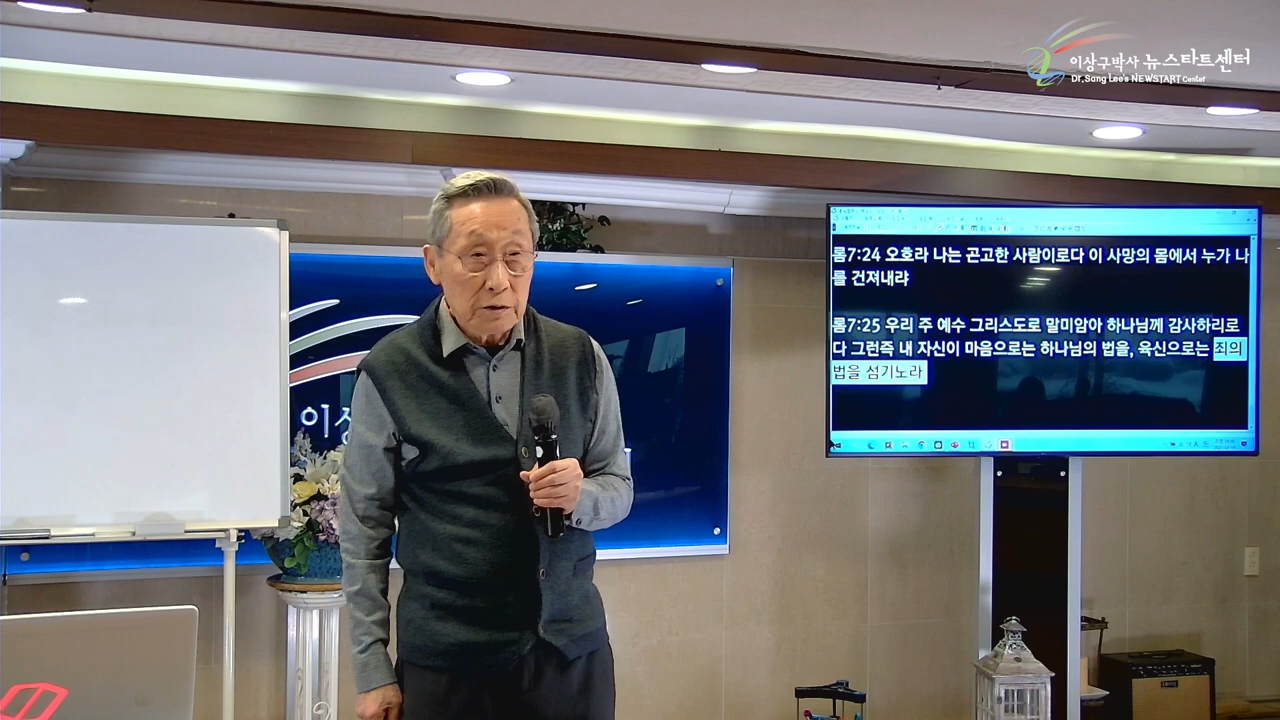 이상구박사 뉴스타트센터
Dr.Sang Lee's NEWSTART Center
롬7:24 오호라 나는 곤고한 사람이로다 이 사망의 몸에서 누가 나
를 건져내랴
롬7:25 우리 주 예수 그리스도로 말미암아 하나님께 감사하리로
다 그런즉 내 자신이 마음으로는 하나님의 법을, 육신으로는 죄의
법을 섬기노라
이상